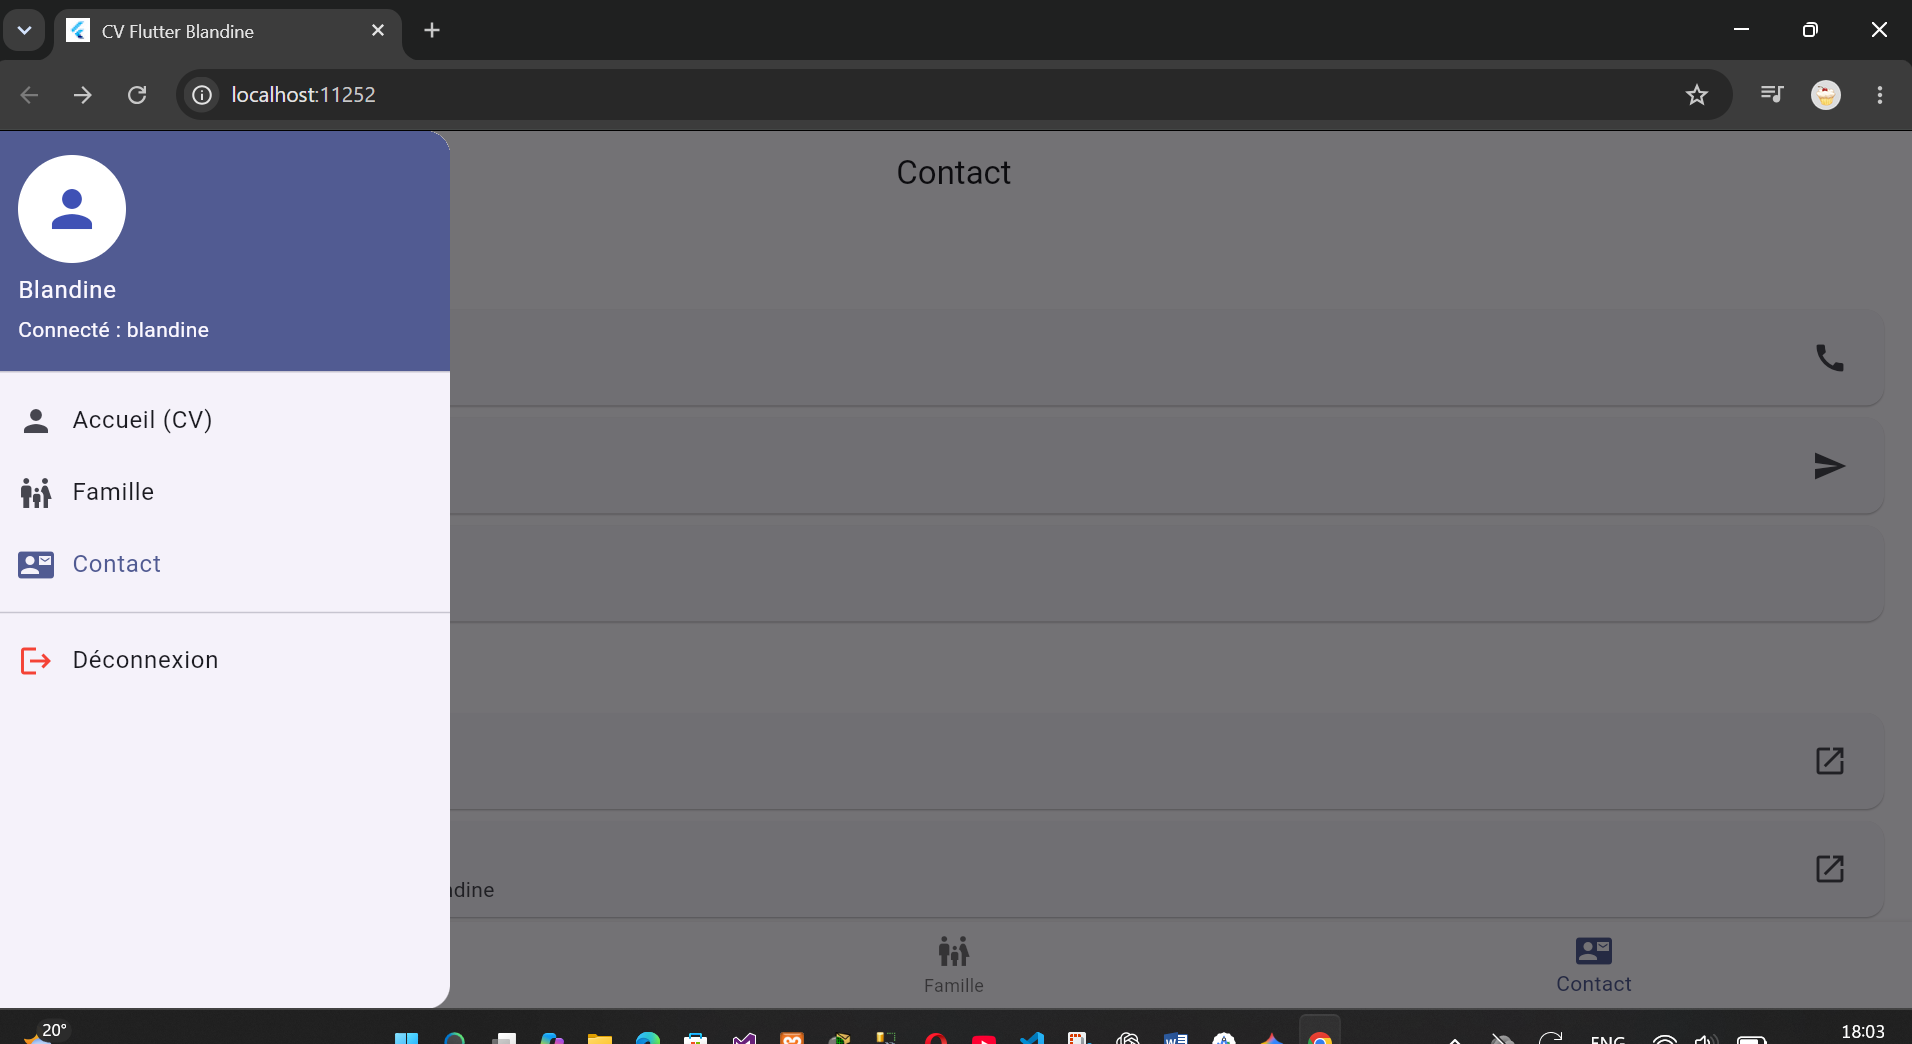 CV Flutter Blandine
localhost:11252
Contact
Blandine
Connecté : blandine
Accueil (CV)
Famille
Contact
Déconnexion
Famille
Contact
20°
ENG
18:03